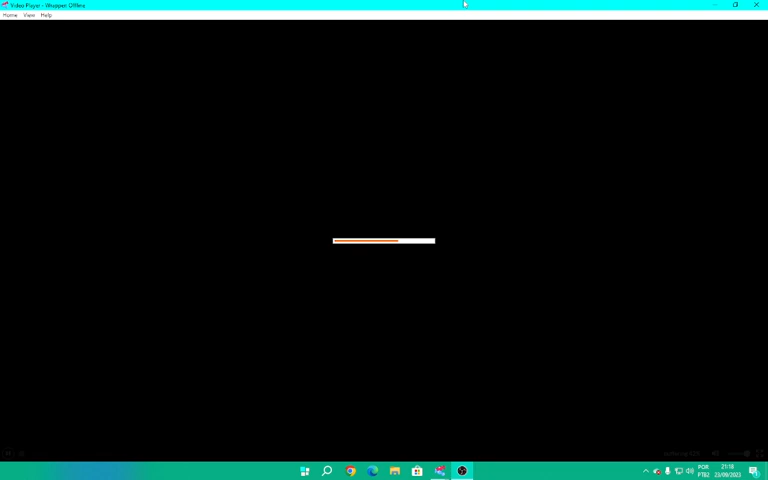 Video Player - Wrapper: Offline
Home View Help
POR
PTB2
21:18
23/09/2023